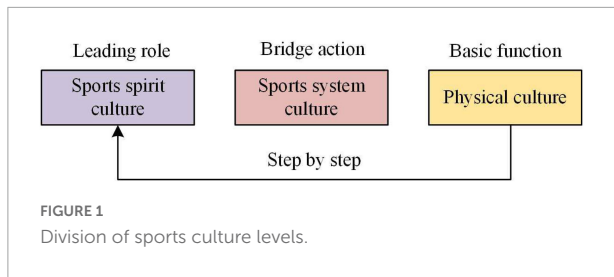 Leading role
Bridge action
Basic function
Sports spirit
culture
Sports system
culture
Physical culture
Step by step
FIGURE 1
Division of sports culture levels.